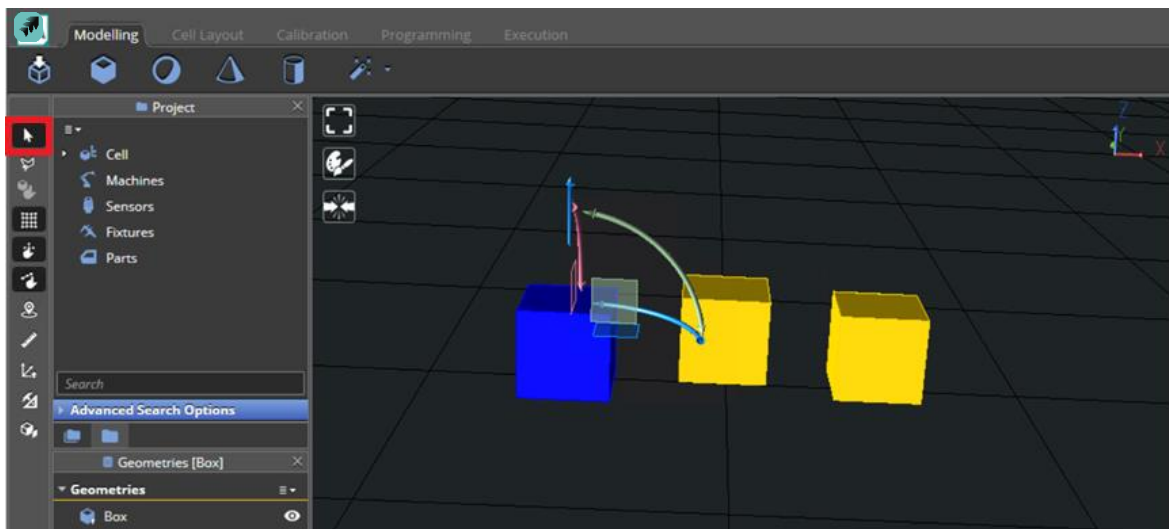 Modelling Cell Layout Calibration Programming Execution
Project
Cell
Machines
Sensors
Fixtures
Parts
Search
Advanced Search Options
Geometries [Box]
Geometries
Box
Z
Y
X